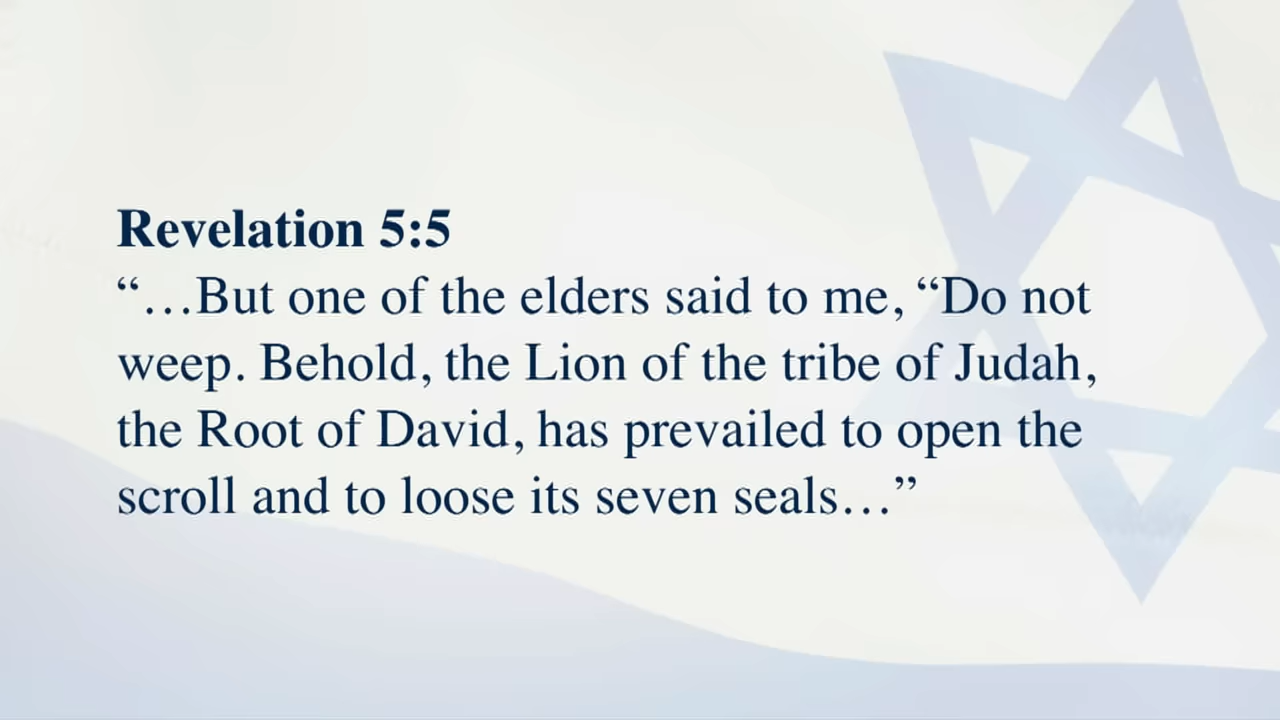 Revelation 5:5
“…But one of the elders said to me, “Do not
weep. Behold, the Lion of the tribe of Judah,
the Root of David, has prevailed to open the
scroll and to loose its seven seals…”